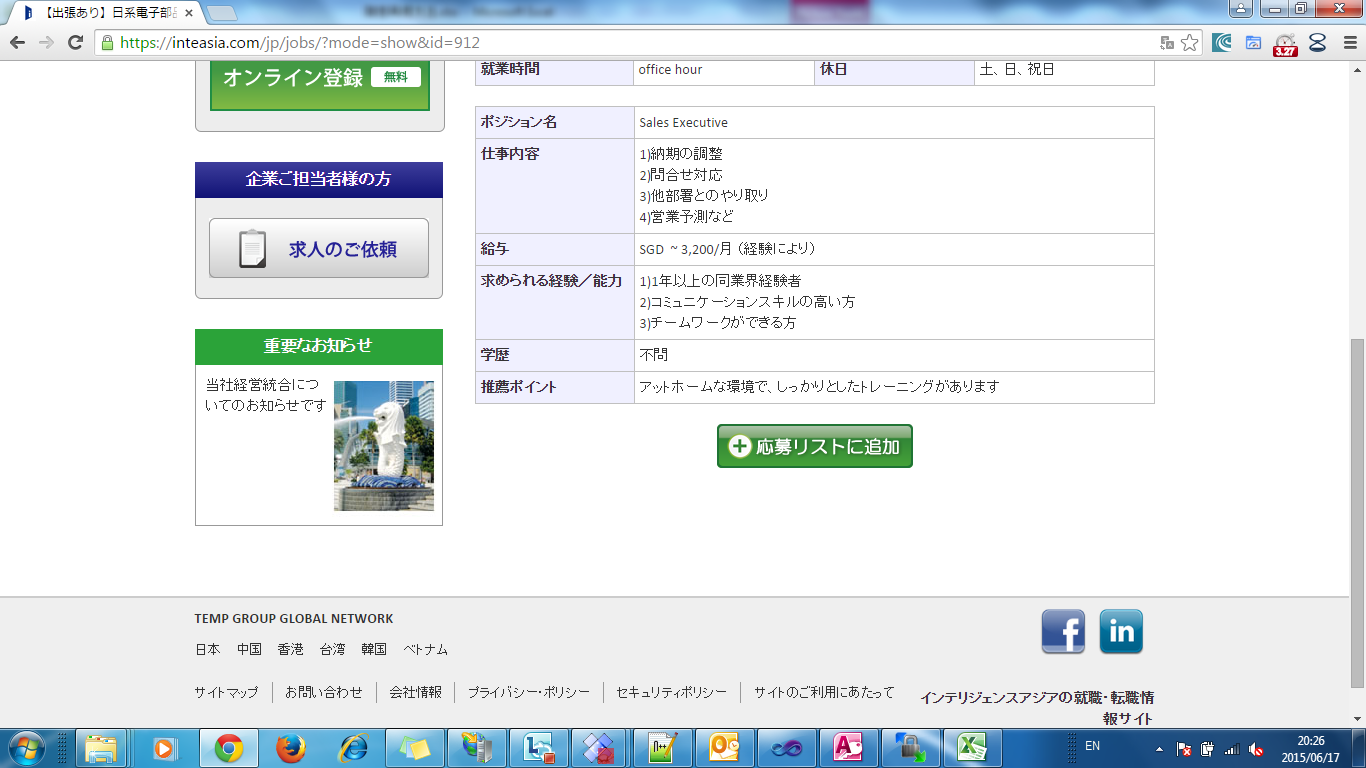 【出張あり】日系電子部品
https://inteasia.com/jp/jobs/?mode=show&id=912
3.27
オンライン登録 無料
就業時間 office hour 休日 土、日、祝日
ポジション名 Sales Executive
仕事内容 1)納期の調整
2)問合せ対応
3)他部署とのやり取り
4)営業予測など
給与 SGD ~ 3,200/月 （経験により）
求められる経験／能力 1)1年以上の同業界経験者
2)コミュニケーションスキルの高い方
3)チームワークができる方
学歴 不問
推薦ポイント アットホームな環境で、しっかりとしたトレーニングがあります
応募リストに追加
企業ご担当者様の方
求人のご依頼
重要なお知らせ
当社経営統合につ
いてのお知らせです
TEMP GROUP GLOBAL NETWORK
日本 中国 香港 台湾 韓国 ベトナム
サイトマップ お問い合わせ 会社情報 プライバシー・ポリシー セキュリティポリシー サイトのご利用にあたって
インテリジェンスアジアの就職・転職情
報サイト
EN
20:26
2015/06/17